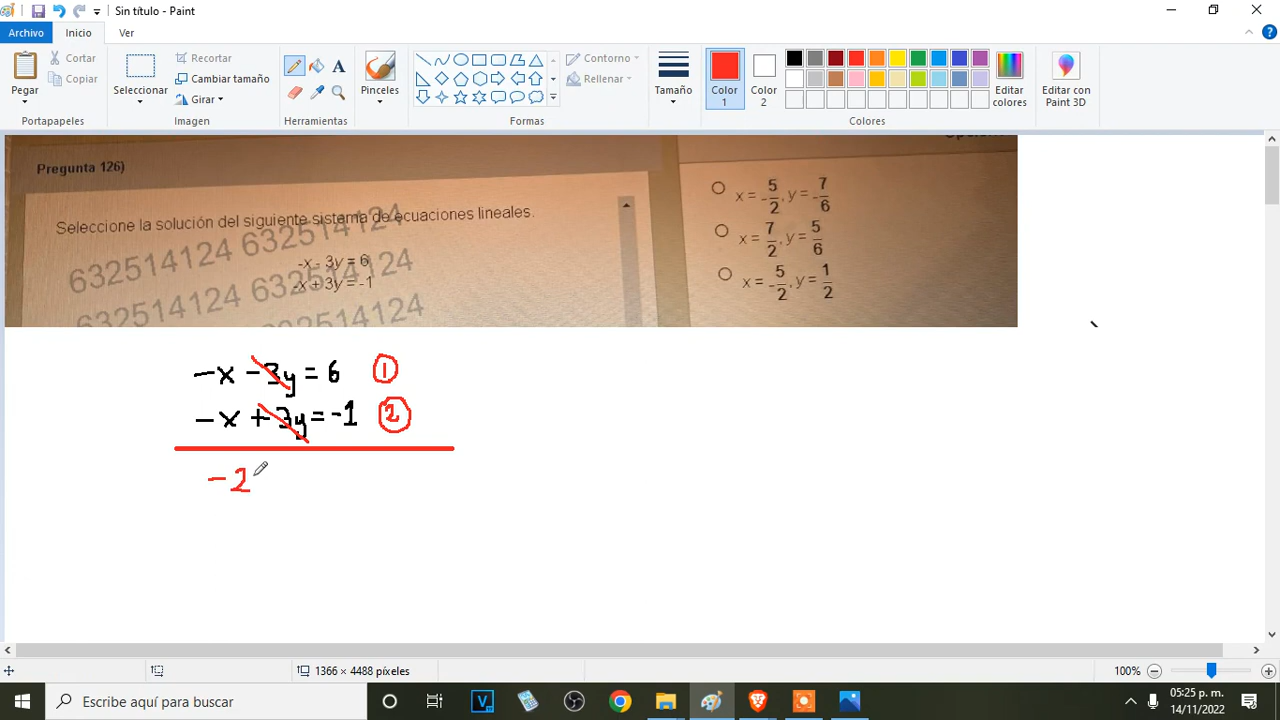 Sin título - Paint
Archivo Inicio Ver
Pegar
Cortar
Copiar
Portapapeles
Seleccionar
Recortar
Cambiar tamaño
Girar
Imagen
A
Herramientas
Pinceles
Contorno
Rellenar
Formas
Tamaño
Color 1
Color 2
Editar colores
Colores
Editar con Paint 3D
Pregunta 126)
Seleccione la solución del siguiente sistema de ecuaciones lineales.
632514124 632514124
-x - 3y = 6
632514124 632514124
-x + 3y = -1
x = -5/2, y = -7/6
x = 7/2, y = 5/6
x = -5/2, y = 1/2
-x -3y = 6 ①
-x +3y = -1 ②
-2
1366 × 4488 píxeles
100%
Escribe aquí para buscar
05:25 p. m.
14/11/2022